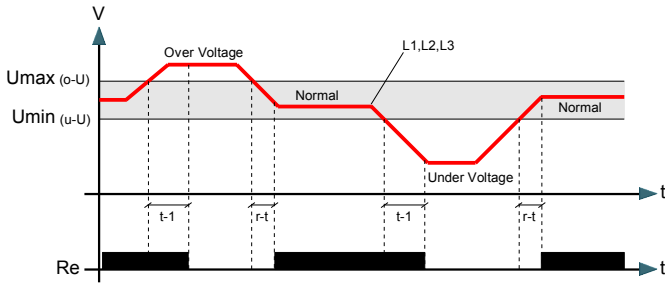 V
Over Voltage
L1,L2,L3
Umax (o-U)
Normal
Normal
Umin (u-U)
Under Voltage
t
t-1
r-t
t-1
r-t
Re
t